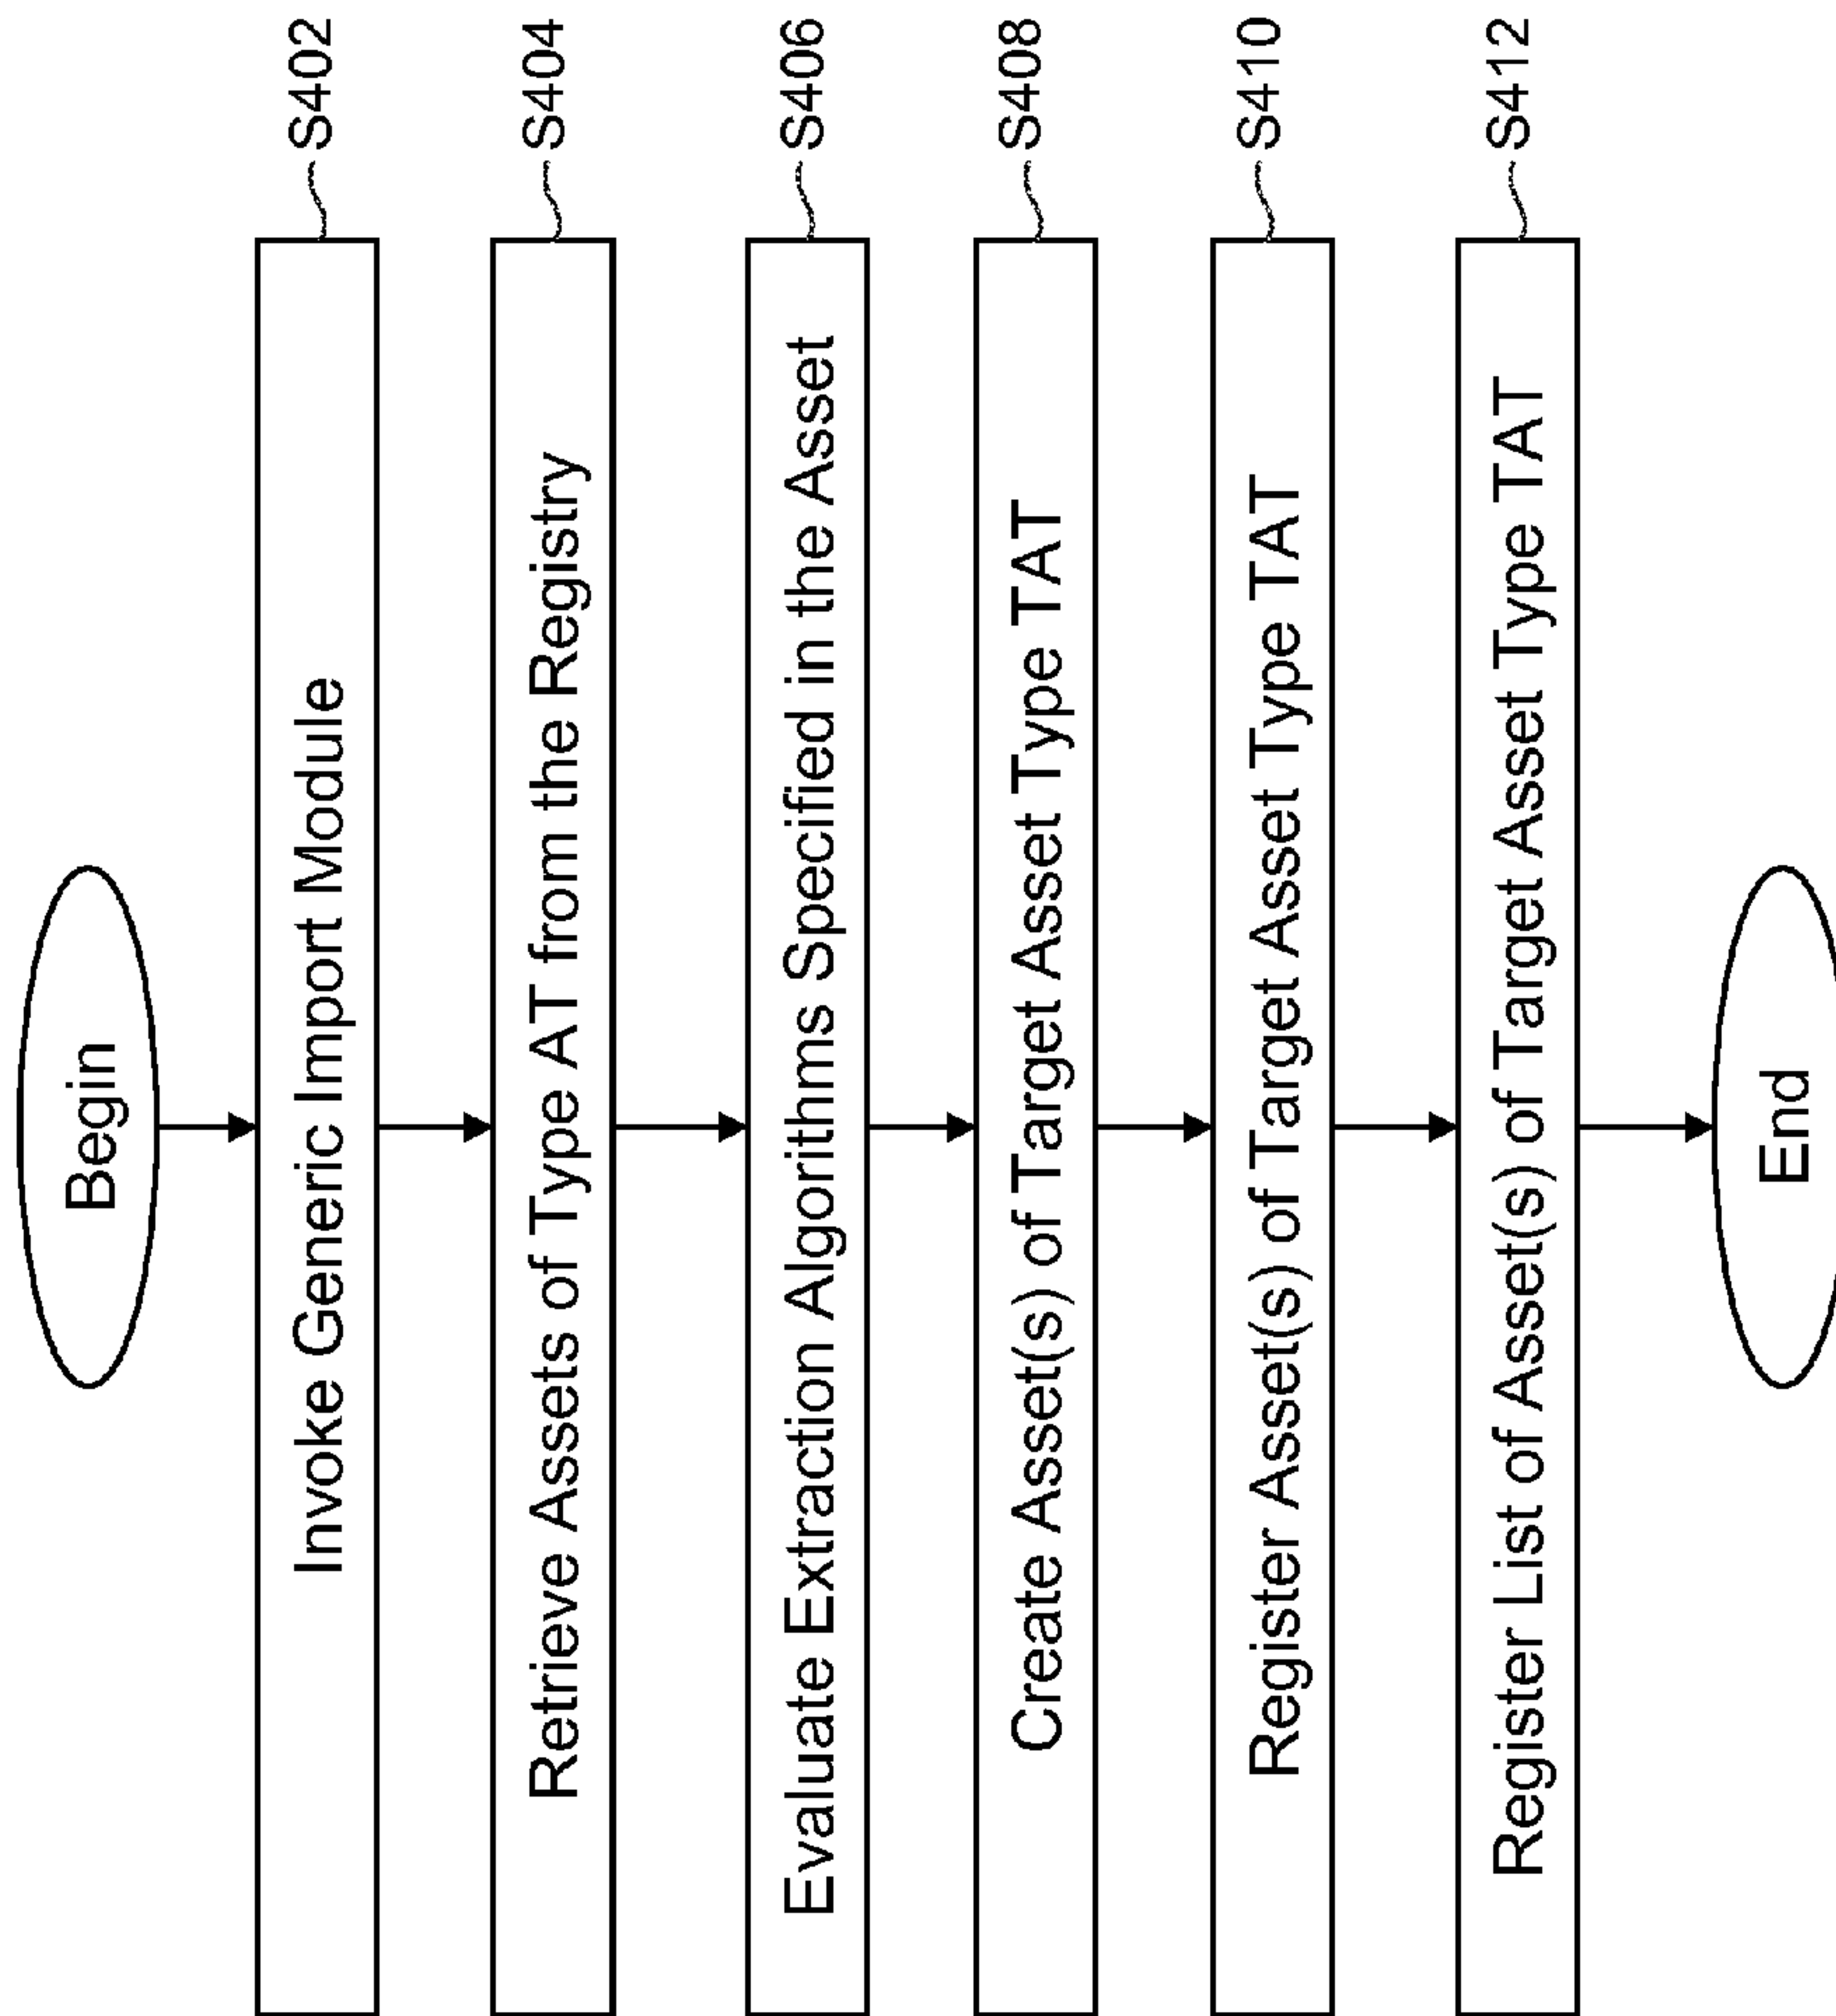 Begin
Invoke Generic Import Module
S402
Retrieve Assets of Type AT from the Registry
S404
Evaluate Extraction Algorithms Specified in the Asset
S406
Create Asset(s) of Target Asset Type TAT
S408
Register Asset(s) of Target Asset Type TAT
S410
Register List of Asset(s) of Target Asset Type TAT
S412
End